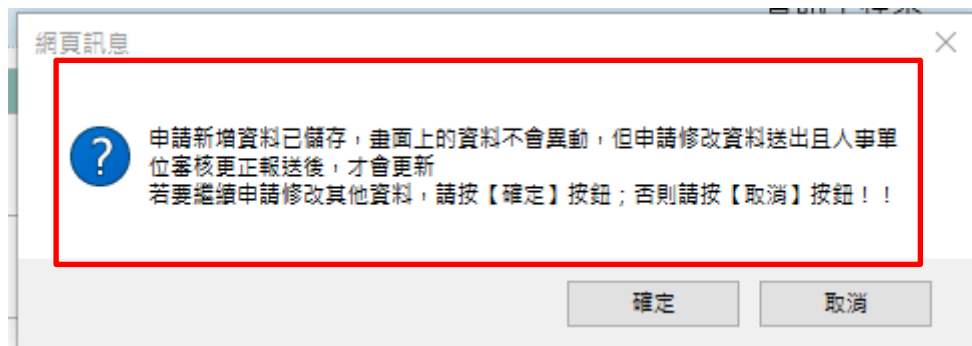 網頁訊息
申請新增資料已儲存，畫面上的資料不會異動，但申請修改資料送出且人事單
位審核更正報送後，才會更新
若要繼續申請修改其他資料，請按【確定】按鈕；否則請按【取消】按鈕！！
確定
取消